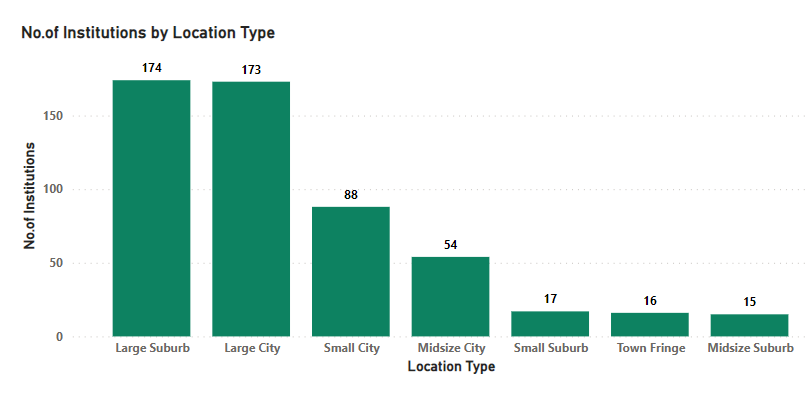 No.of Institutions by Location Type
174
173
150
No.of Institutions
100
88
54
50
17
16
15
0
Large Suburb
Large City
Small City
Midsize City
Small Suburb
Town Fringe
Midsize Suburb
Location Type